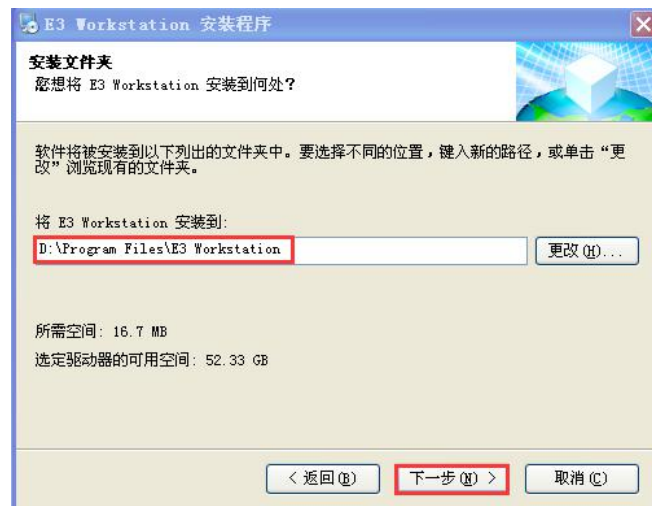 E3 Workstation 安装程序
安装文件夹
您想将 E3 Workstation 安装到何处?
软件将被安装到以下列出的文件夹中。要选择不同的位置，键入新的路径，或单击“更
改”浏览现有的文件夹。
将 E3 Workstation 安装到:
D:\Program Files\E3 Workstation
更改(H)...
所需空间: 16.7 MB
选定驱动器的可用空间: 52.33 GB
< 返回(B)
下一步(N) >
取消(C)